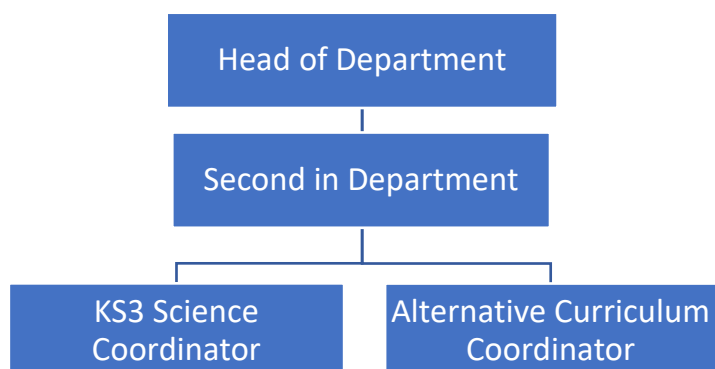 Head of Department
Second in Department
KS3 Science
Coordinator
Alternative Curriculum
Coordinator